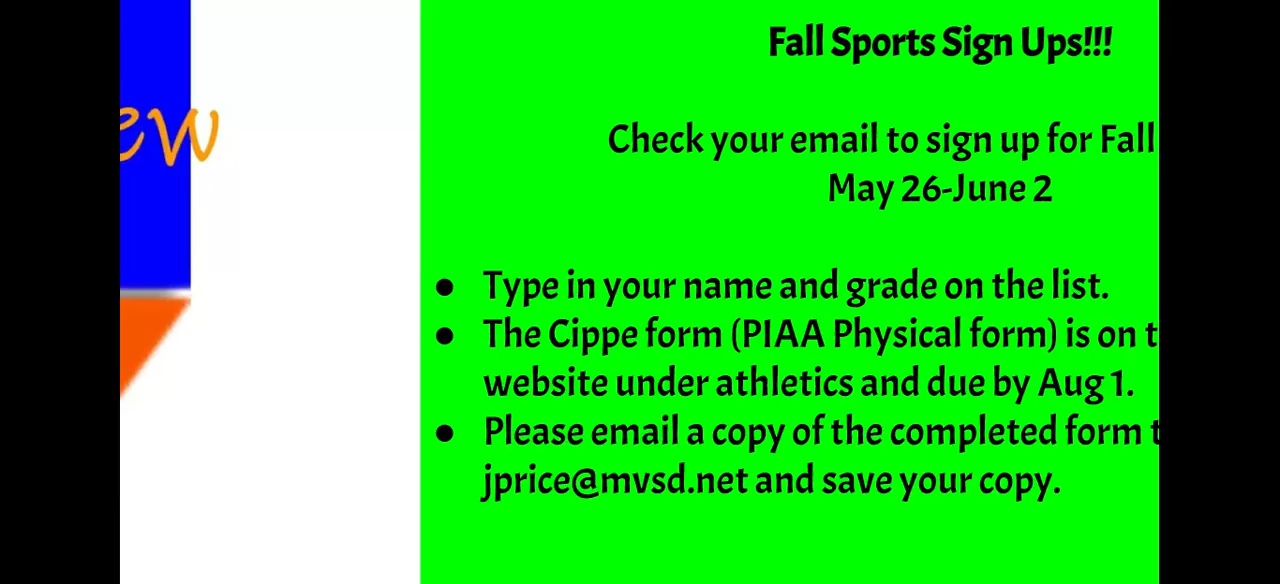 ew
Fall Sports Sign Ups!!!
Check your email to sign up for Fall
May 26-June 2
● Type in your name and grade on the list.
● The Cippe form (PIAA Physical form) is on t
website under athletics and due by Aug 1.
● Please email a copy of the completed form t
jprice@mvsd.net and save your copy.